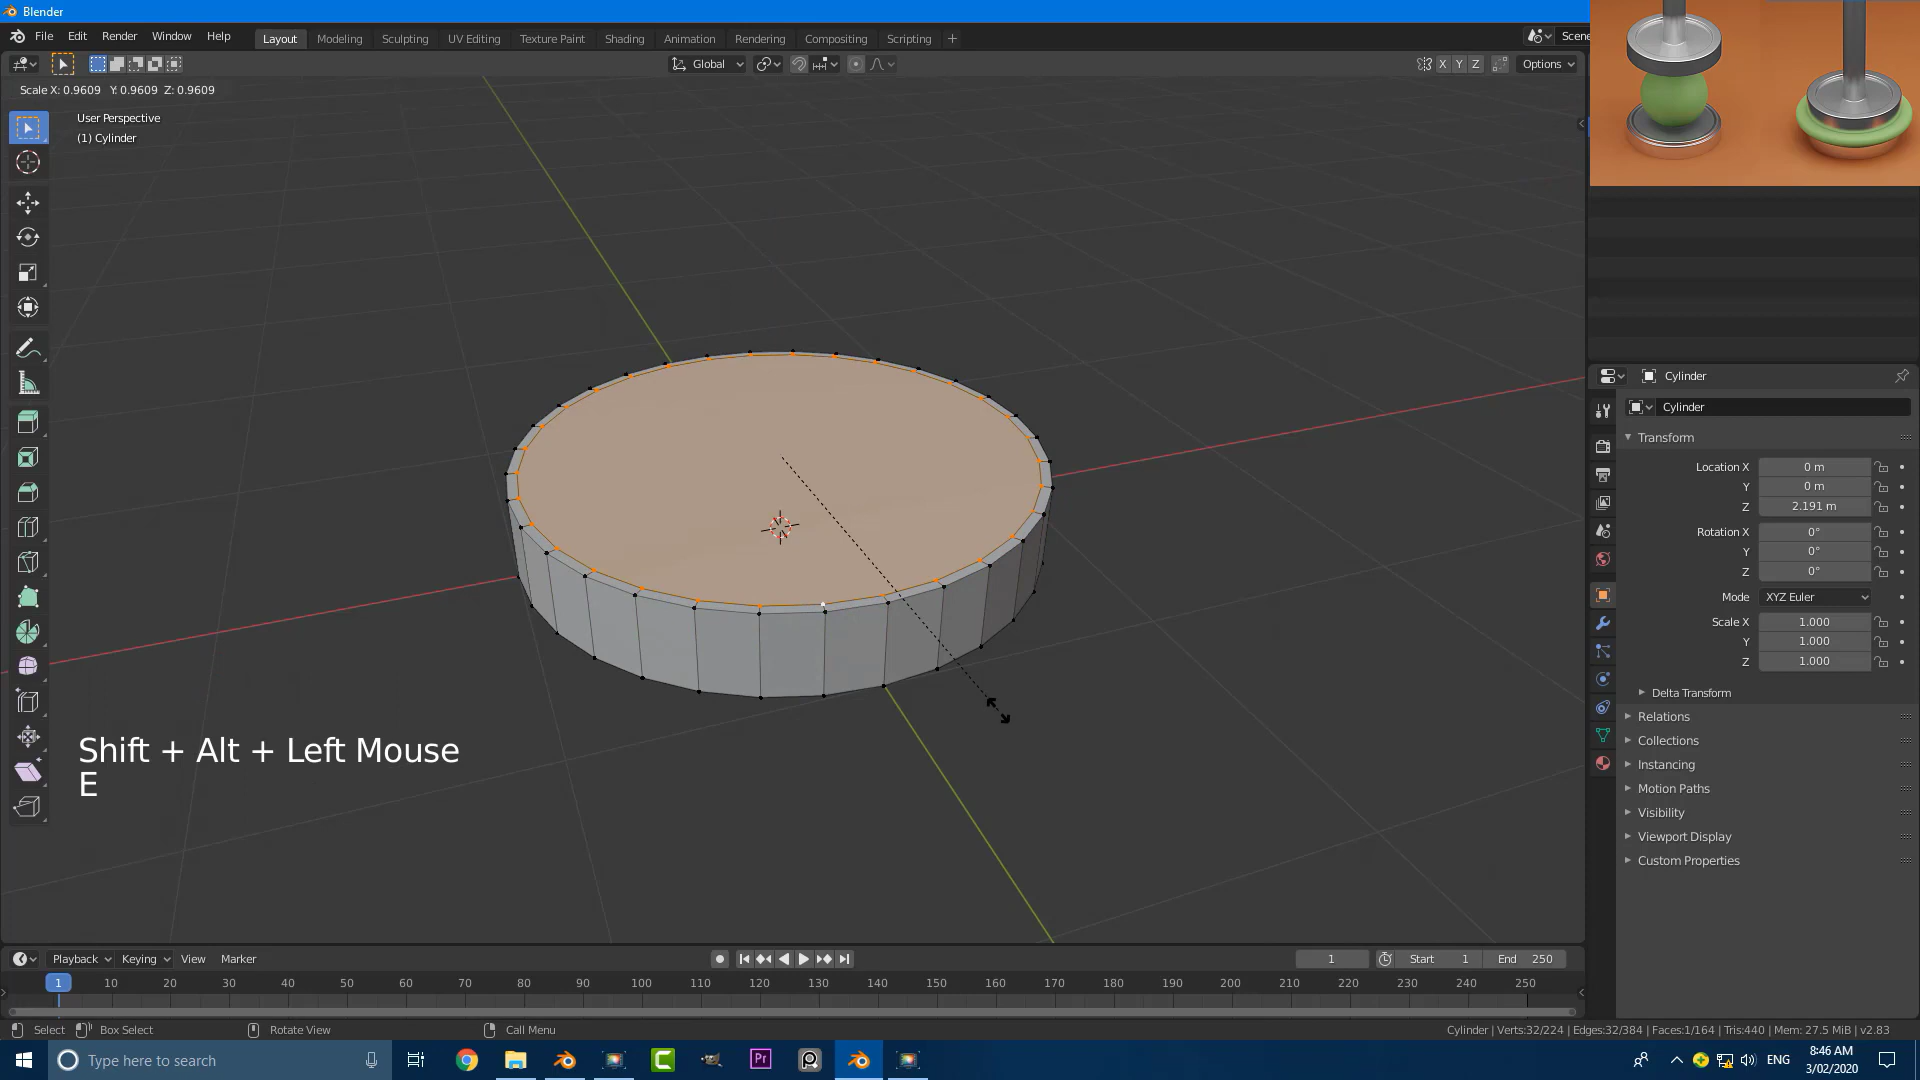 Blender
File Edit Render Window Help
Layout Modeling Sculpting UV Editing Texture Paint Shading Animation Rendering Compositing Scripting
Scene
Global
X Y Z
Options
Scale X: 0.9609 Y: 0.9609 Z: 0.9609
User Perspective
(1) Cylinder
Shift + Alt + Left Mouse
E
Cylinder
Cylinder
Transform
Location X 0 m
Y 0 m
Z 2.191 m
Rotation X 0°
Y 0°
Z 0°
Mode XYZ Euler
Scale X 1.000
Y 1.000
Z 1.000
Delta Transform
Relations
Collections
Instancing
Motion Paths
Visibility
Viewport Display
Custom Properties
Playback Keying View Marker
1 Start 1 End 250
1 10 20 30 40 50 60 70 80 90 100 110 120 130 140 150 160 170 180 190 200 210 220 230 240 250
Select Box Select Rotate View Call Menu
Cylinder | Verts:32/224 | Edges:32/384 | Faces:1/164 | Tris:440 | Mem: 27.5 MiB | v2.83
Type here to search
Pr
ENG
8:46 AM
3/02/2020